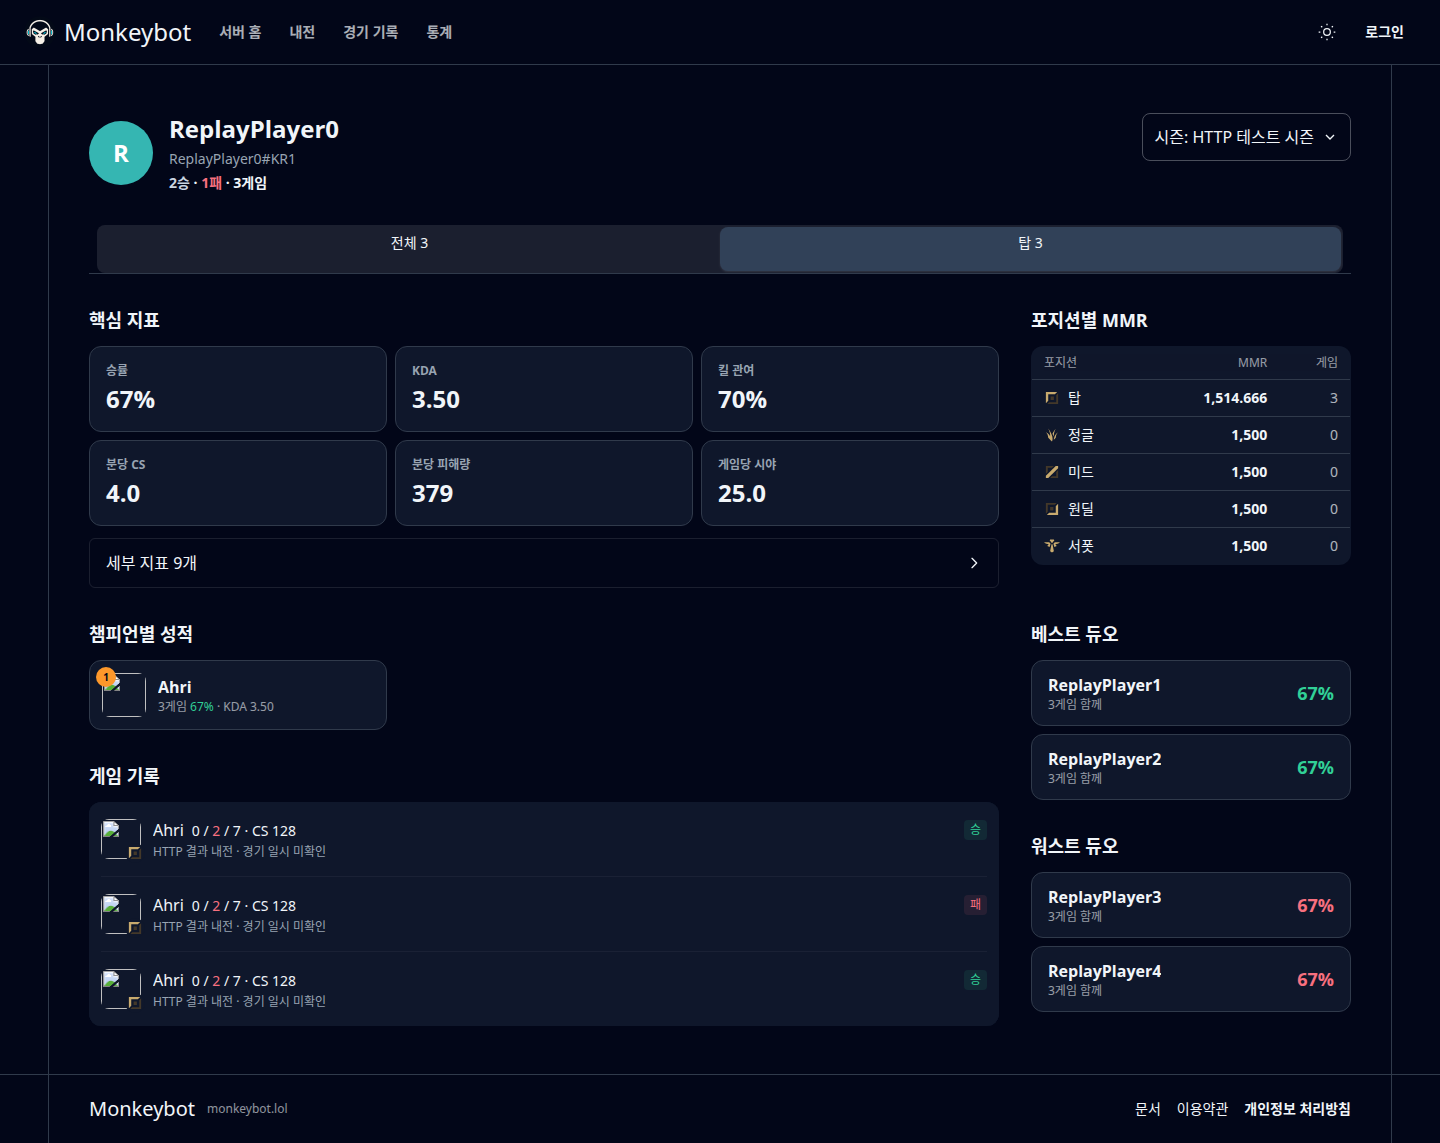 Monkeybot 서버 홈 내전 경기 기록 통계 로그인
R
ReplayPlayer0
ReplayPlayer0#KR1
2승 · 1패 · 3게임
시즌: HTTP 테스트 시즌
전체 3
탑 3
핵심 지표
승률
67%
KDA
3.50
킬 관여
70%
분당 CS
4.0
분당 피해량
379
게임당 시야
25.0
세부 지표 9개
포지션별 MMR
포지션 MMR 게임
탑 1,514.666 3
정글 1,500 0
미드 1,500 0
원딜 1,500 0
서폿 1,500 0
챔피언별 성적
1
Ahri
3게임 67% · KDA 3.50
게임 기록
Ahri 0 / 2 / 7 · CS 128 승
HTTP 결과 내전 · 경기 일시 미확인
Ahri 0 / 2 / 7 · CS 128 패
HTTP 결과 내전 · 경기 일시 미확인
Ahri 0 / 2 / 7 · CS 128 승
HTTP 결과 내전 · 경기 일시 미확인
베스트 듀오
ReplayPlayer1 67%
3게임 함께
ReplayPlayer2 67%
3게임 함께
워스트 듀오
ReplayPlayer3 67%
3게임 함께
ReplayPlayer4 67%
3게임 함께
Monkeybot monkeybot.lol 문서 이용약관 개인정보 처리방침